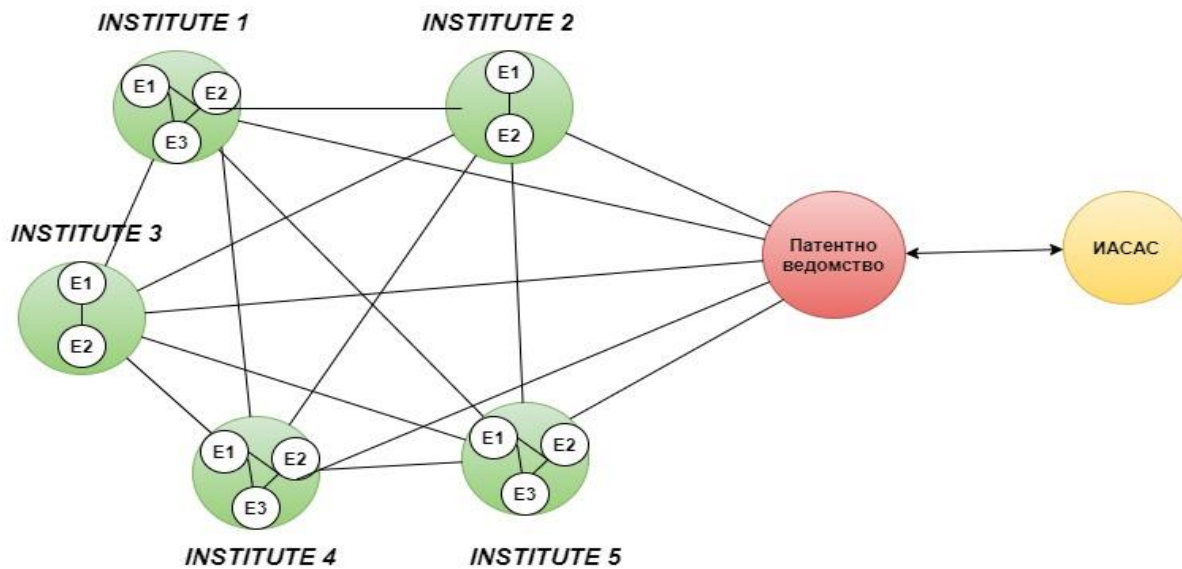 INSTITUTE 1
INSTITUTE 2
E1
E2
E3
E1
E2
INSTITUTE 3
E1
E2
Патентно
ведомство
ИАСАС
E1
E2
E3
E1
E2
E3
INSTITUTE 4
INSTITUTE 5